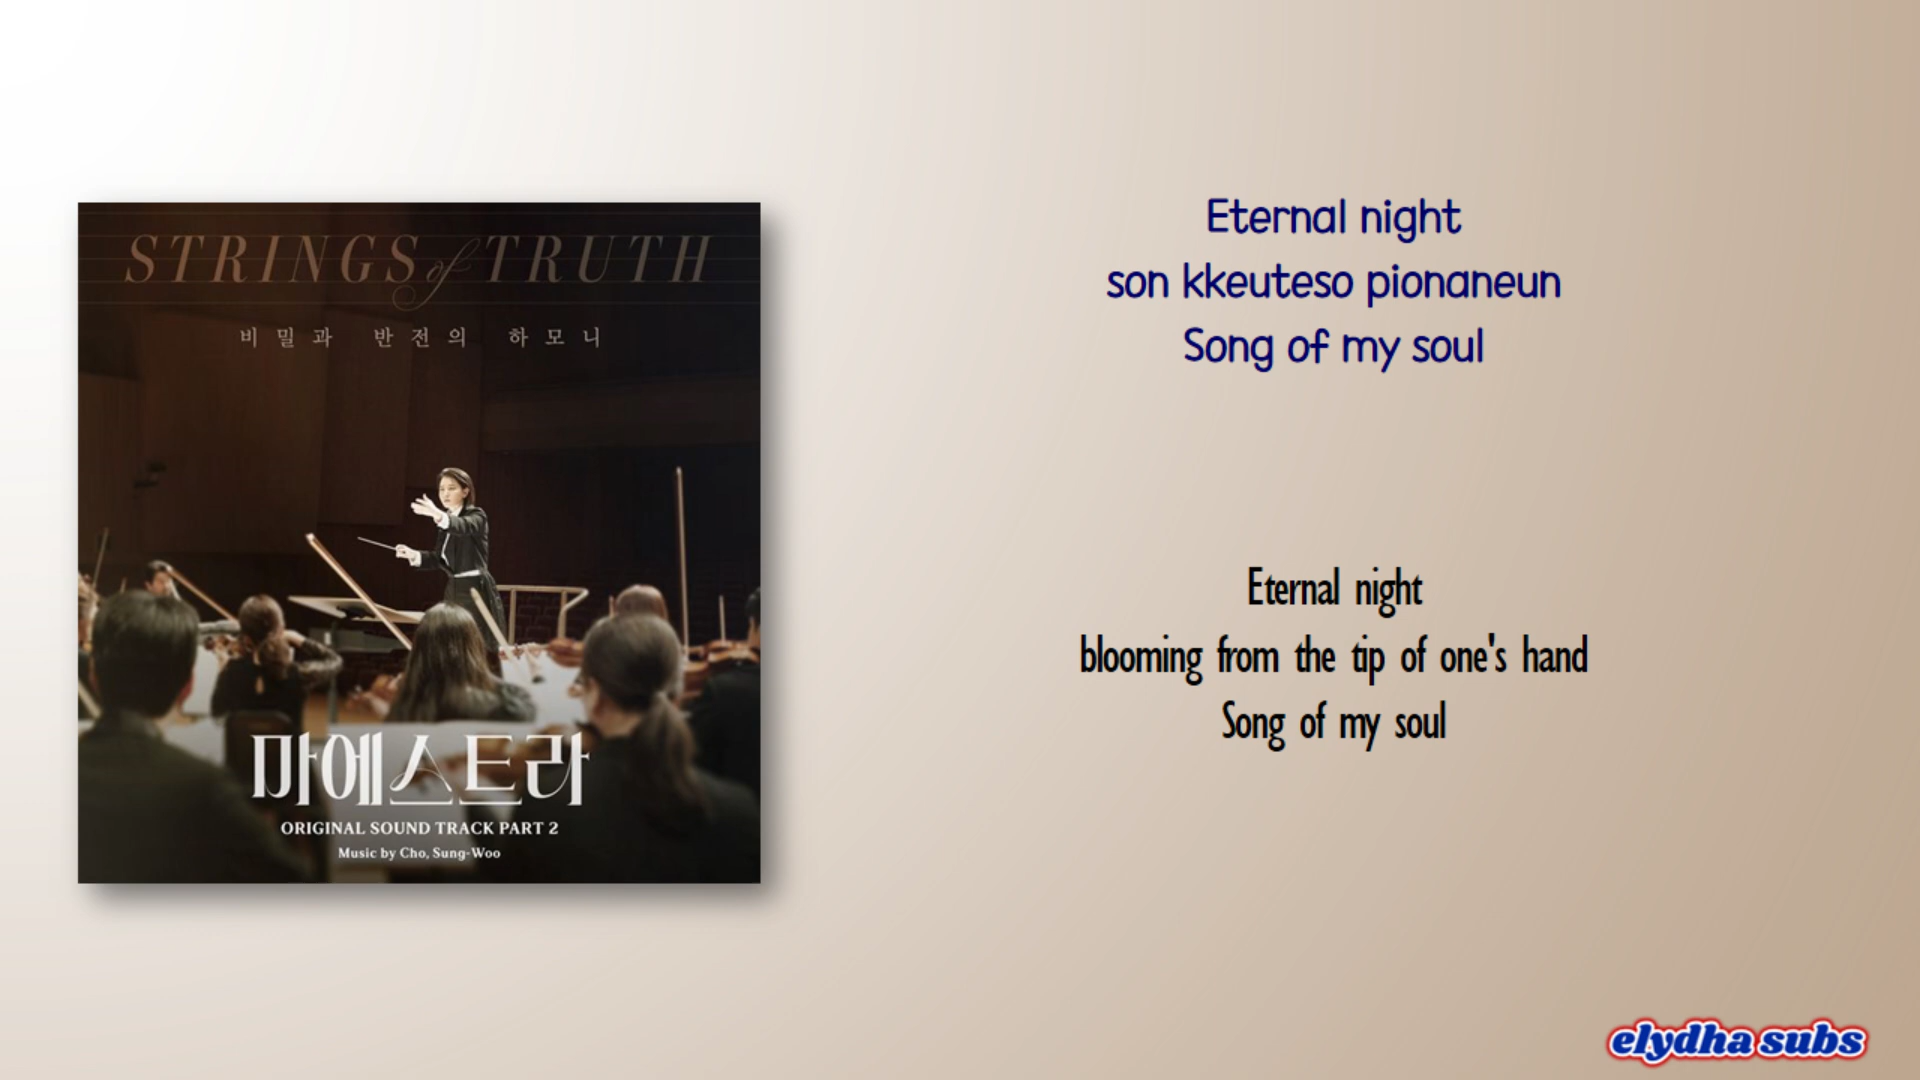 STRINGS of TRUTH
비밀과 반전의 하모니
마에스트라
ORIGINAL SOUND TRACK PART 2
Music by Cho, Sung-Woo
Eternal night
son kkeuteso pionaneun
Song of my soul
Eternal night
blooming from the tip of one's hand
Song of my soul
elydha subs